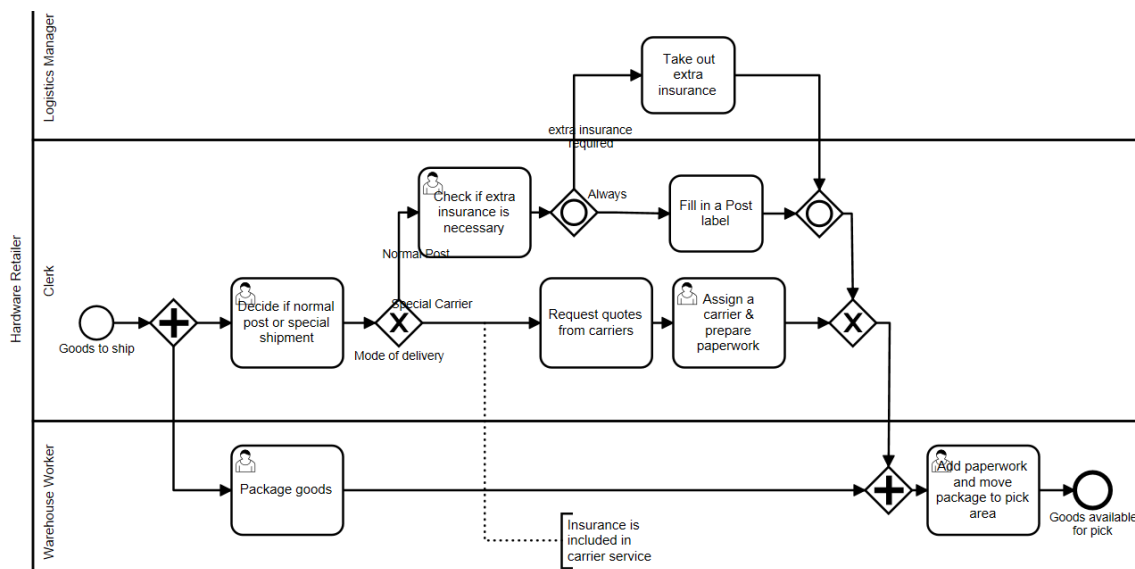 Hardware Retailer
Logistics Manager
Take out
extra
insurance
extra insurance
required
Clerk
Check if extra
insurance is
necessary
Always
Fill in a Post
label
Normal Post
Goods to ship
Decide if normal
post or special
shipment
Mode of delivery
Special Carrier
Request quotes
from carriers
Assign a
carrier &
prepare
paperwork
Warehouse Worker
Package goods
Insurance is
included in
carrier service
Add paperwork
and move
package to pick
area
Goods available
for pick